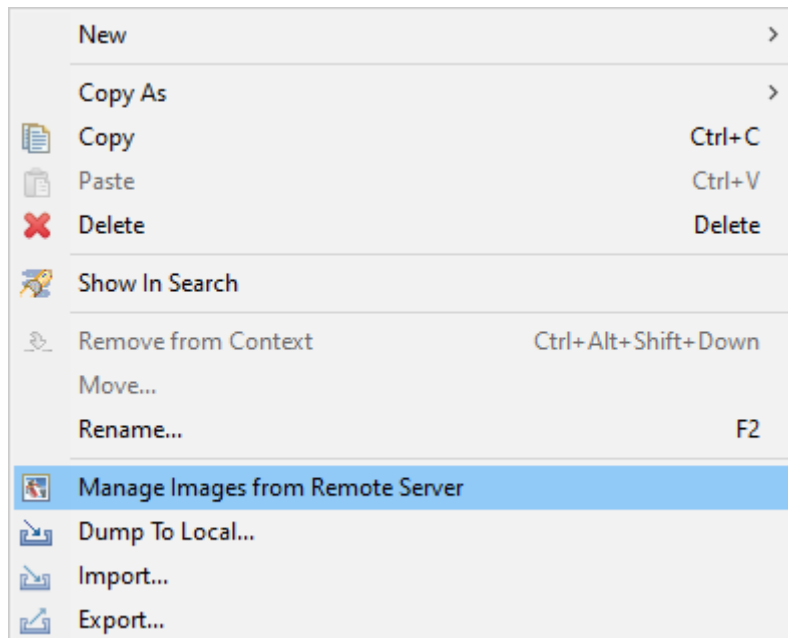 New
Copy As
Copy Ctrl+C
Paste Ctrl+V
Delete Delete
Show In Search
Remove from Context Ctrl+Alt+Shift+Down
Move...
Rename... F2
Manage Images from Remote Server
Dump To Local...
Import...
Export...